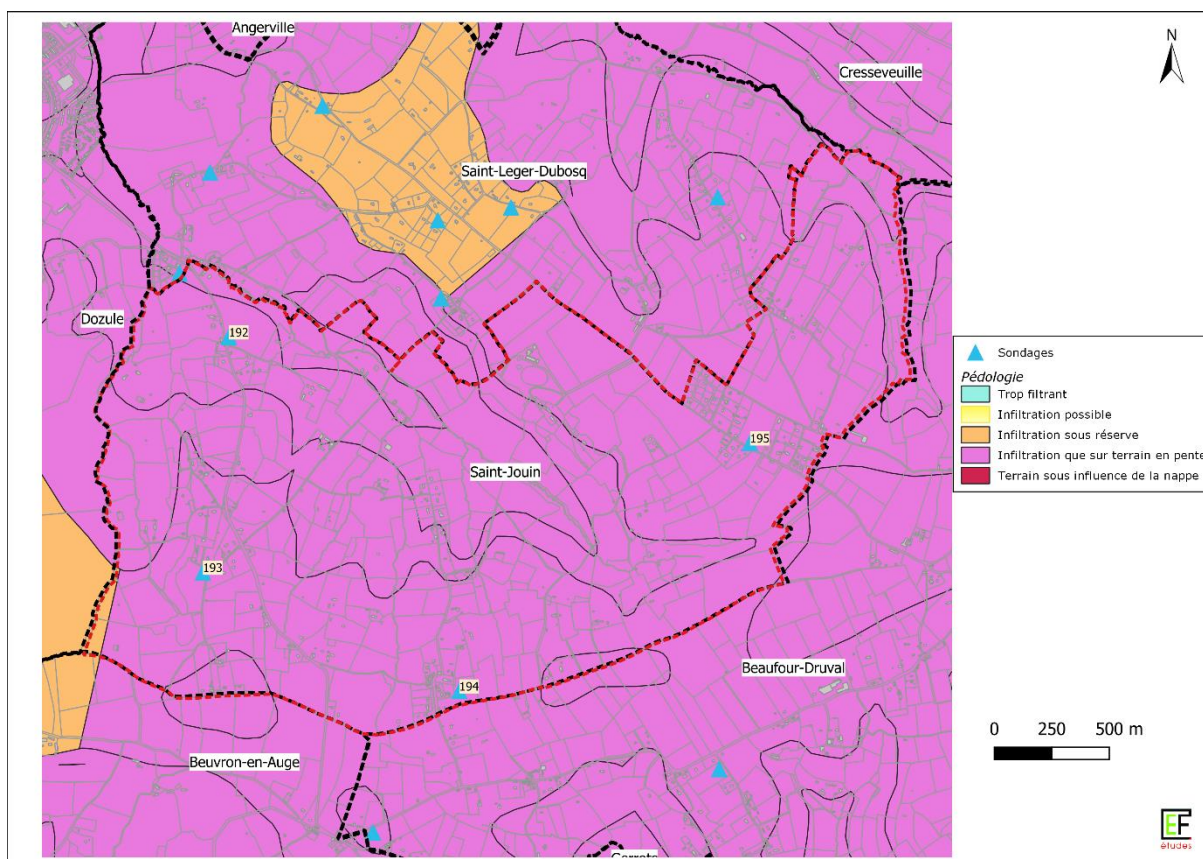 Angerville
N
Cresseveuille
Saint-Leger-Dubosq
Dozule
192
Sondages
Pédologie
Trop filtrant
Infiltration possible
Infiltration sous réserve
Infiltration que sur terrain en pente
Terrain sous influence de la nappe
195
Saint-Jouin
193
Beaufour-Druval
194
0 250 500 m
Beuvron-en-Auge
EF
études